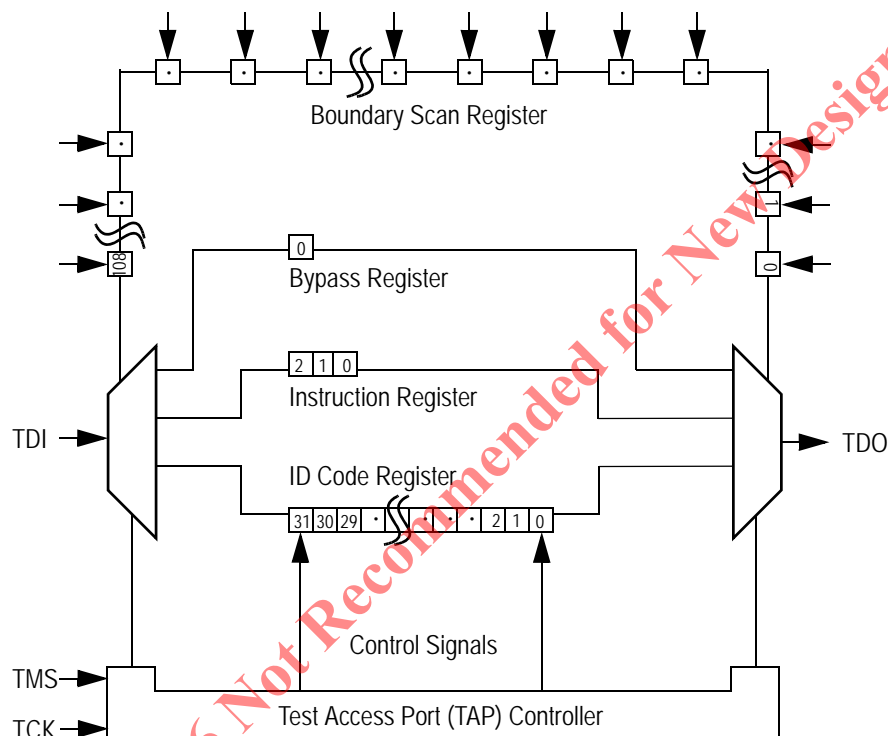 Boundary Scan Register
1
108
0
0
Bypass Register
2 1 0
Instruction Register
TDI
TDO
ID Code Register
31 30 29 · · · · 2 1 0
Control Signals
TMS
Test Access Port (TAP) Controller
TCK
6 Not Recommended for New Design